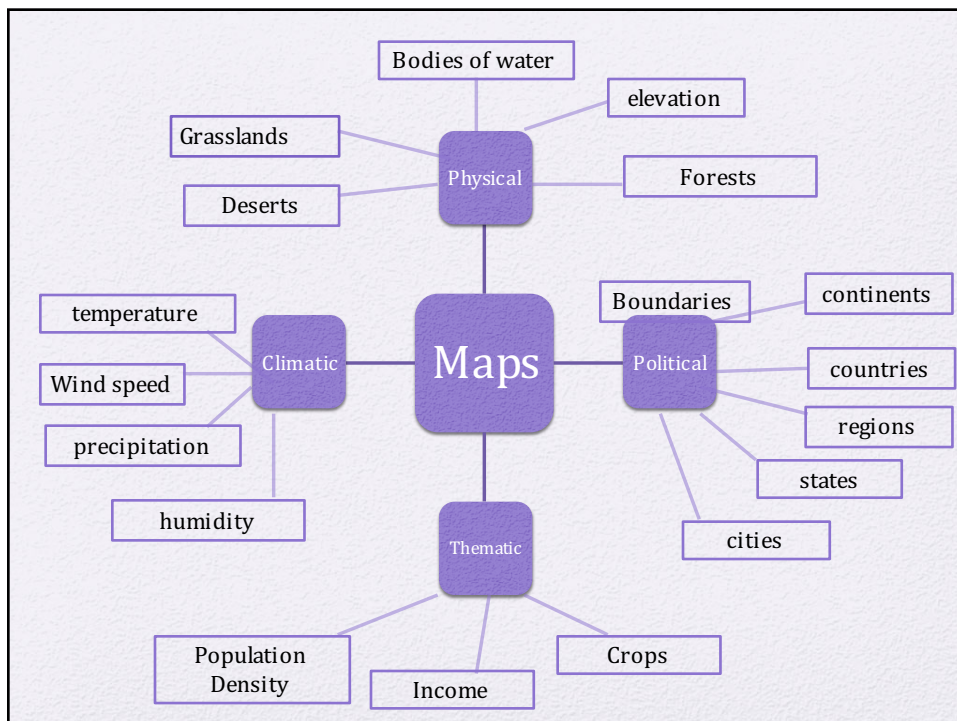 Bodies of water
elevation
Grasslands
Physical
Forests
Deserts
Boundaries
continents
temperature
Climatic
Maps
Political
Wind speed
countries
regions
precipitation
states
humidity
cities
Thematic
Population
Density
Income
Crops